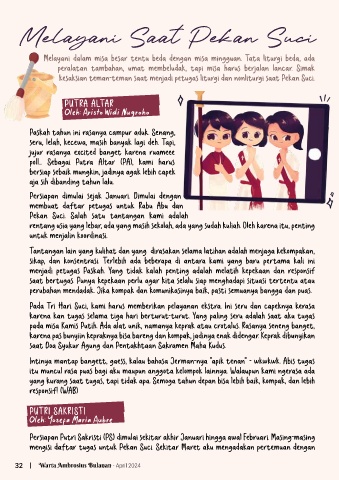 Melayani Saat Pekan Suci
Melayani dalam misa besar tentu beda dengan misa mingguan. Tata liturgi beda, ada
peralatan tambahan, umat membeludak, tapi misa harus berjalan lancar. Simak
kesaksian teman-teman saat menjadi petugas liturgi dan nonliturgi saat Pekan Suci.
PUTRA ALTAR
Oleh: Aristo Widi Nugroho
Paskah tahun ini rasanya campur aduk. Senang,
seru, lelah, kecewa, masih banyak lagi deh. Tapi,
jujur rasanya excited banget karena ruameee
poll.. Sebagai Putra Altar (PA), kami harus
bersiap sebaik mungkin, jadinya agak lebih capek
aja sih dibanding tahun lalu.
Persiapan dimulai sejak Januari. Dimulai dengan
membuat daftar petugas untuk Rabu Abu dan
Pekan Suci. Salah satu tantangan kami adalah
rentang usia yang lebar, ada yang masih sekolah, ada yang sudah kuliah. Oleh karena itu, penting
untuk menjalin koordinasi.
Tantangan lain yang kulihat dan yang dirasakan selama latihan adalah menjaga kekompakan,
sikap, dan konsentrasi. Terlebih ada beberapa di antara kami yang baru pertama kali ini
menjadi petugas Paskah. Yang tidak kalah penting adalah melatih kepekaan dan responsif
saat bertugas. Punya kepekaan perlu agar kita selalu siap menghadapi situasi tertentu atau
perubahan mendadak. Jika kompak dan komunikasinya baik, pasti semuanya bangga dan puas.
Pada Tri Hari Suci, kami harus memberikan pelayanan ekstra. Ini seru dan capeknya kerasa
karena kan tugas selama tiga hari berturut-turut. Yang paling seru adalah saat aku tugas
pada misa Kamis Putih. Ada alat unik, namanya keprak atau crotalus. Rasanya seneng banget,
karena pas bunyiin kepraknya bisa bareng dan kompak, jadinya enak didengar. Keprak dibunyikan
saat Doa Syukur Agung dan Pentakhtaan Sakramen Maha Kudus.
Intinya mantap bangett, gaess, kalau bahasa Jerman-nya "apik tenan" - wkwkwk. Abis tugas
itu muncul rasa puas bagi aku maupun anggota kelompok lainnya. Walaupun kami ngerasa ada
yang kurang saat tugas, tapi tidak apa. Semoga tahun depan bisa lebih baik, kompak, dan lebih
responsif! (WAB)
PUTRI SAKRISTI
Oleh: Yosepa Maria Aubre
Persiapan Putri Sakristi (PS) dimulai sekitar akhir Januari hingga awal Februari. Masing-masing
mengisi daftar tugas untuk Pekan Suci. Sekitar Maret aku mengadakan pertemuan dengan
32 | Warta Ambrosius Bulanan - April 2024